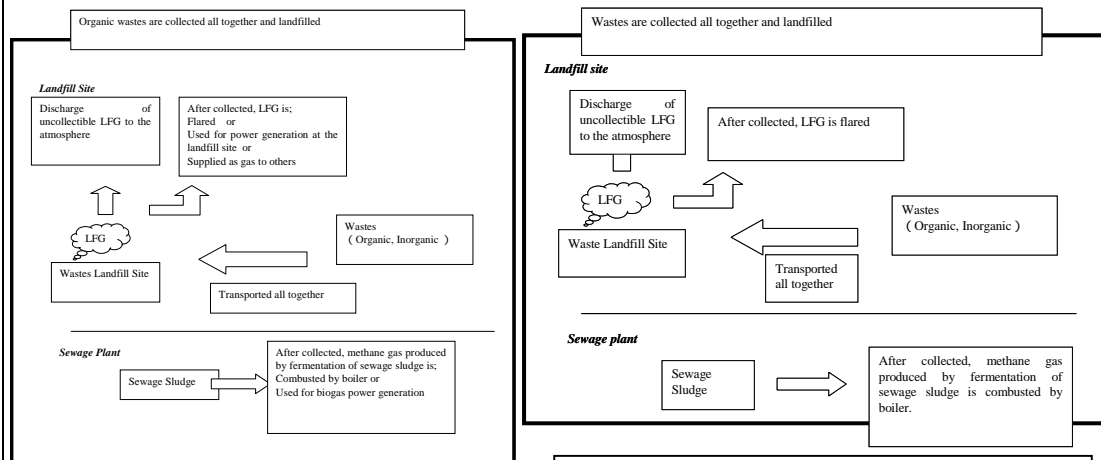 Organic wastes are collected all together and landfilled
Landfill Site
Discharge of
uncollectible LFG to the
atmosphere
After collected, LFG is;
Flared or
Used for power generation at the
landfill site or
Supplied as gas to others
LFG
Wastes Landfill Site
Wastes
( Organic, Inorganic )
Transported all together
Sewage Plant
Sewage Sludge
After collected, methane gas produced
by fermentation of sewage sludge is;
Combusted by boiler or
Used for biogas power generation
Wastes are collected all together and landfilled
Landfill site
Discharge of
uncollectible LFG
to the atmosphere
After collected, LFG is flared
LFG
Waste Landfill Site
Wastes
( Organic, Inorganic )
Transported
all together
Sewage plant
Sewage
Sludge
After collected, methane gas
produced by fermentation of
sewage sludge is combusted by
boiler.